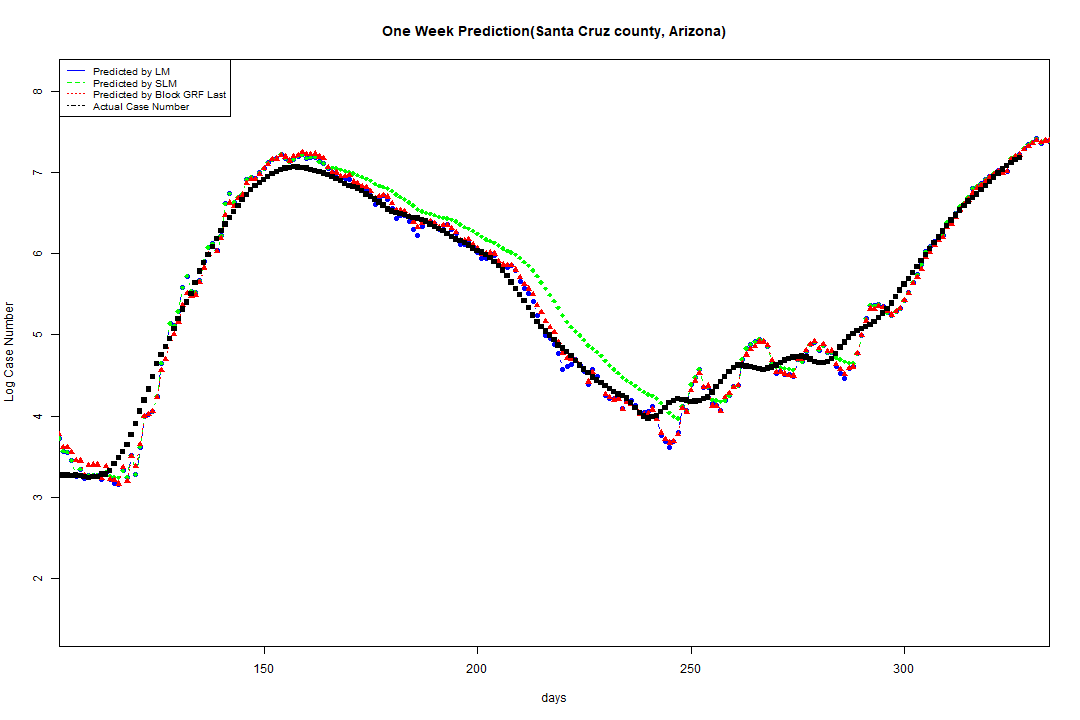 One Week Prediction(Santa Cruz county, Arizona)
Predicted by LM
Predicted by SLM
Predicted by Block GRF Last
Actual Case Number
8
7
6
5
4
3
2
Log Case Number
150 200 250 300
days